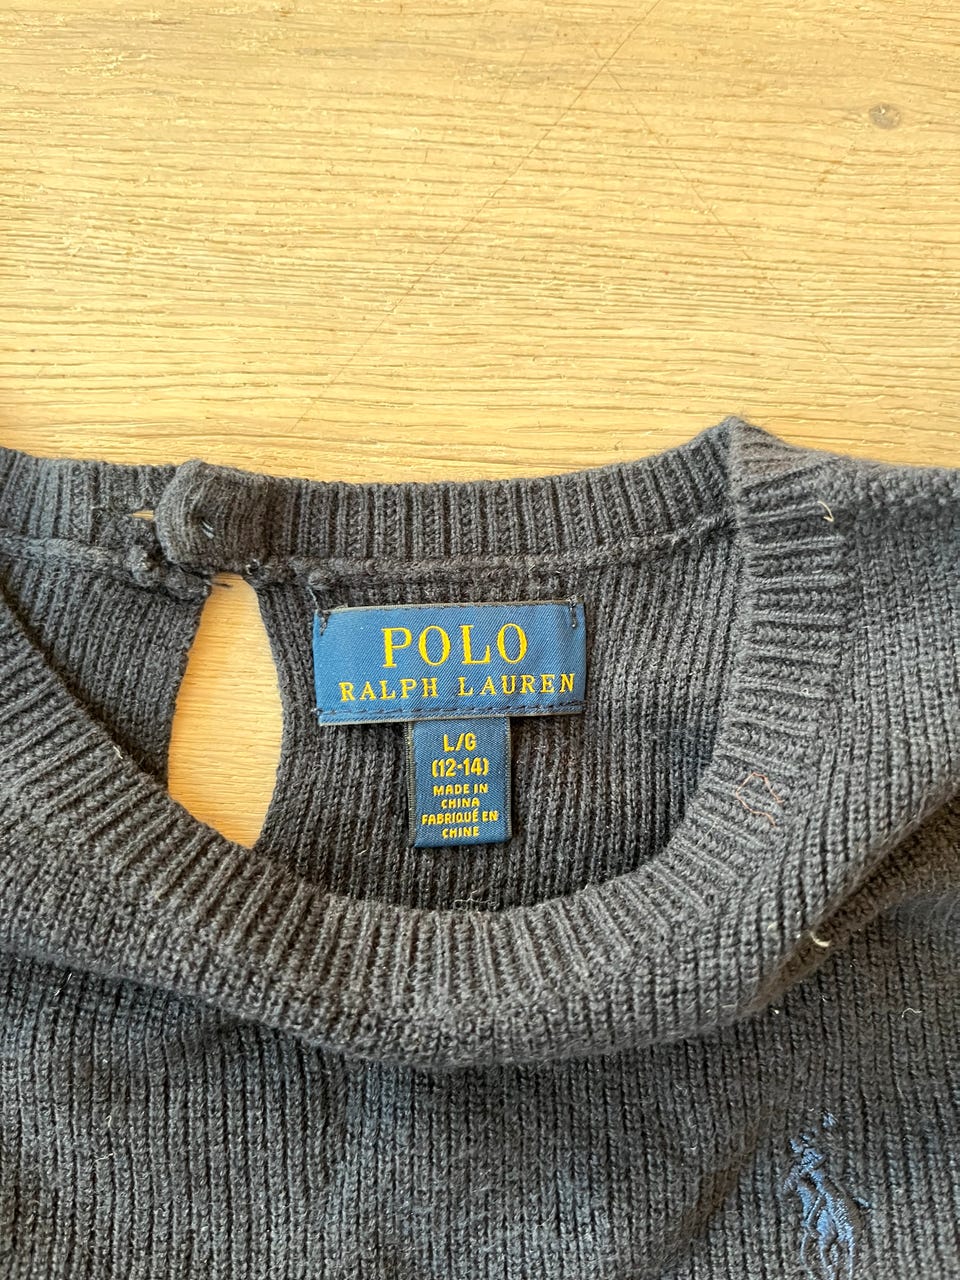 POLO
RALPH LAUREN
L/G
(12-14)
MADE IN
CHINA
FABRIQUÉ EN
CHINE